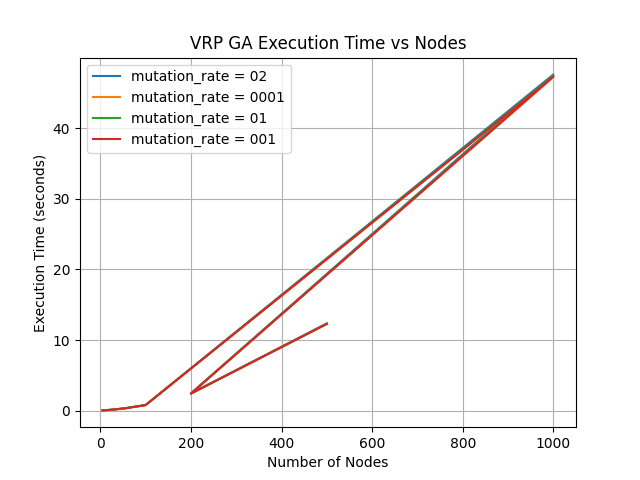 VRP GA Execution Time vs Nodes
mutation_rate = 02
mutation_rate = 0001
mutation_rate = 01
mutation_rate = 001
Execution Time (seconds)
40
30
20
10
0
0 200 400 600 800 1000
Number of Nodes